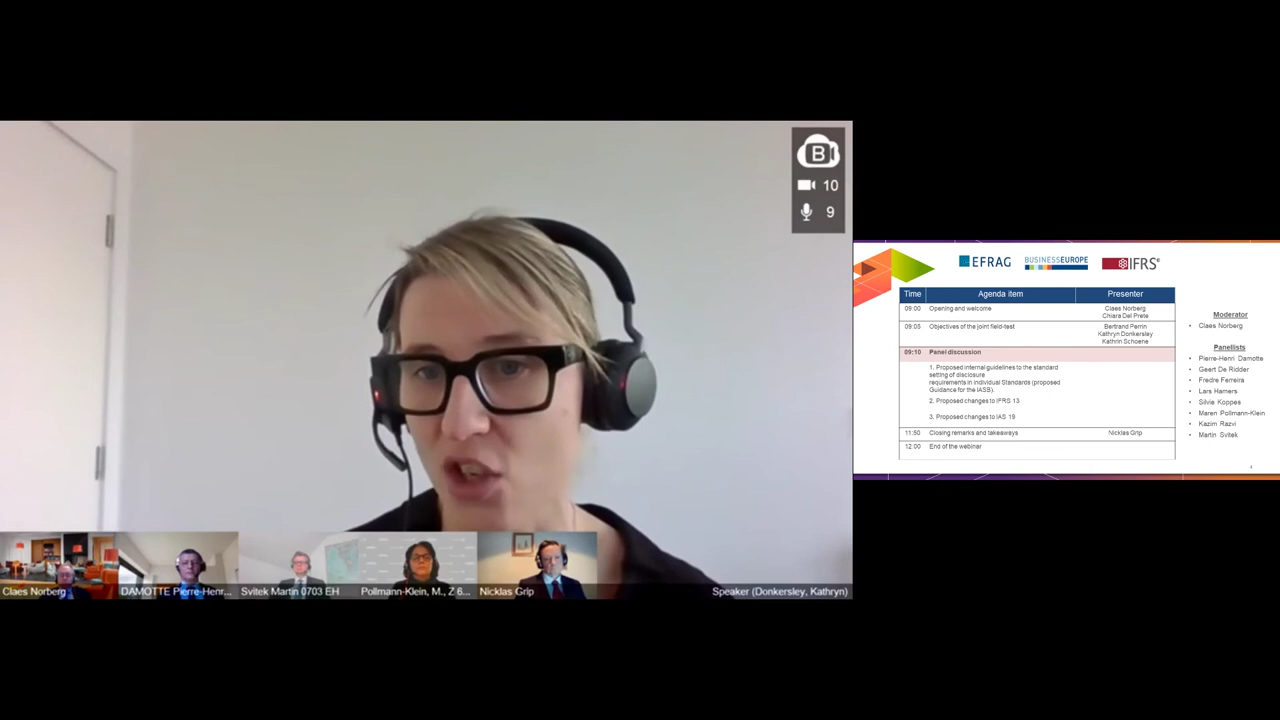 B
10
9
Claes Norberg
DAMOTTE Pierre-Henr...
Svitek Martin 0703 EH
Pollmann-Klein, M., Z 6...
Nicklas Grip
Speaker (Donkersley, Kathryn)
EFRAG
BUSINESSEUROPE
IFRS®
Time Agenda item Presenter
09:00 Opening and welcome Claes Norberg
Chiara Del Prete
09:05 Objectives of the joint field-test Bertrand Perrin
Kathryn Donkersley
Kathrin Schoene
09:10 Panel discussion
1. Proposed internal guidelines to the standard
setting of disclosure
requirements in individual Standards (proposed
Guidance for the IASB).
2. Proposed changes to IFRS 13
3. Proposed changes to IAS 19
11:50 Closing remarks and takeaways Nicklas Grip
12:00 End of the webinar
Moderator
• Claes Norberg
Panellists
• Pierre-Henri Damotte
• Geert De Ridder
• Fredre Ferreira
• Lars Hamers
• Silvie Koppes
• Maren Pollmann-Klein
• Kazim Razvi
• Martin Svitek
4